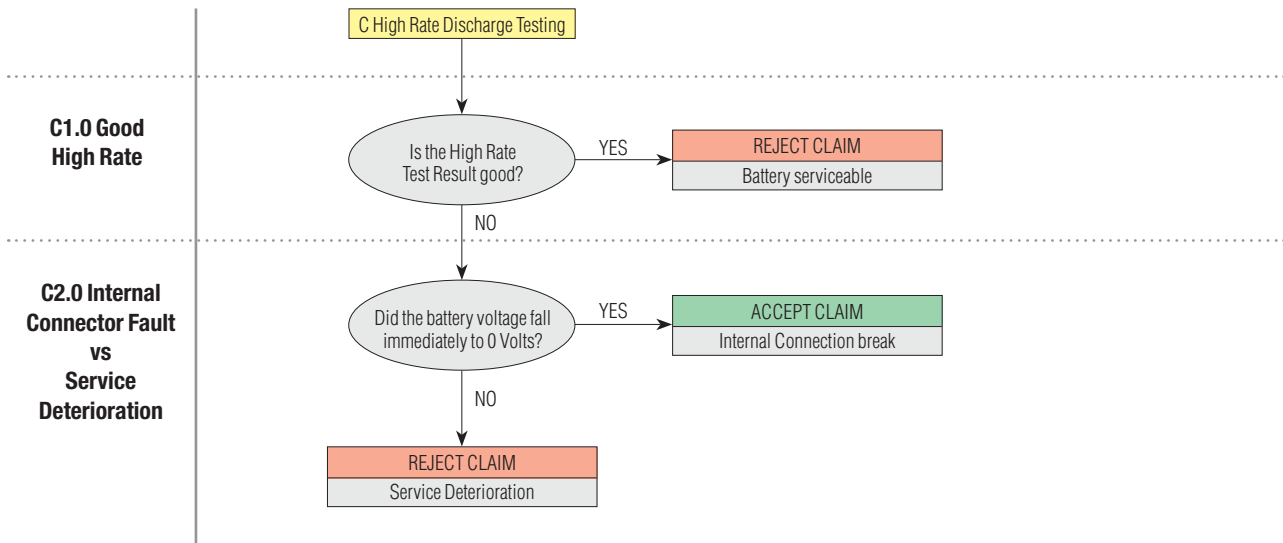 C High Rate Discharge Testing
C1.0 Good
High Rate
Is the High Rate
Test Result good?
YES
REJECT CLAIM
Battery serviceable
NO
C2.0 Internal
Connector Fault
vs
Service
Deterioration
Did the battery voltage fall
immediately to 0 Volts?
YES
ACCEPT CLAIM
Internal Connection break
NO
REJECT CLAIM
Service Deterioration